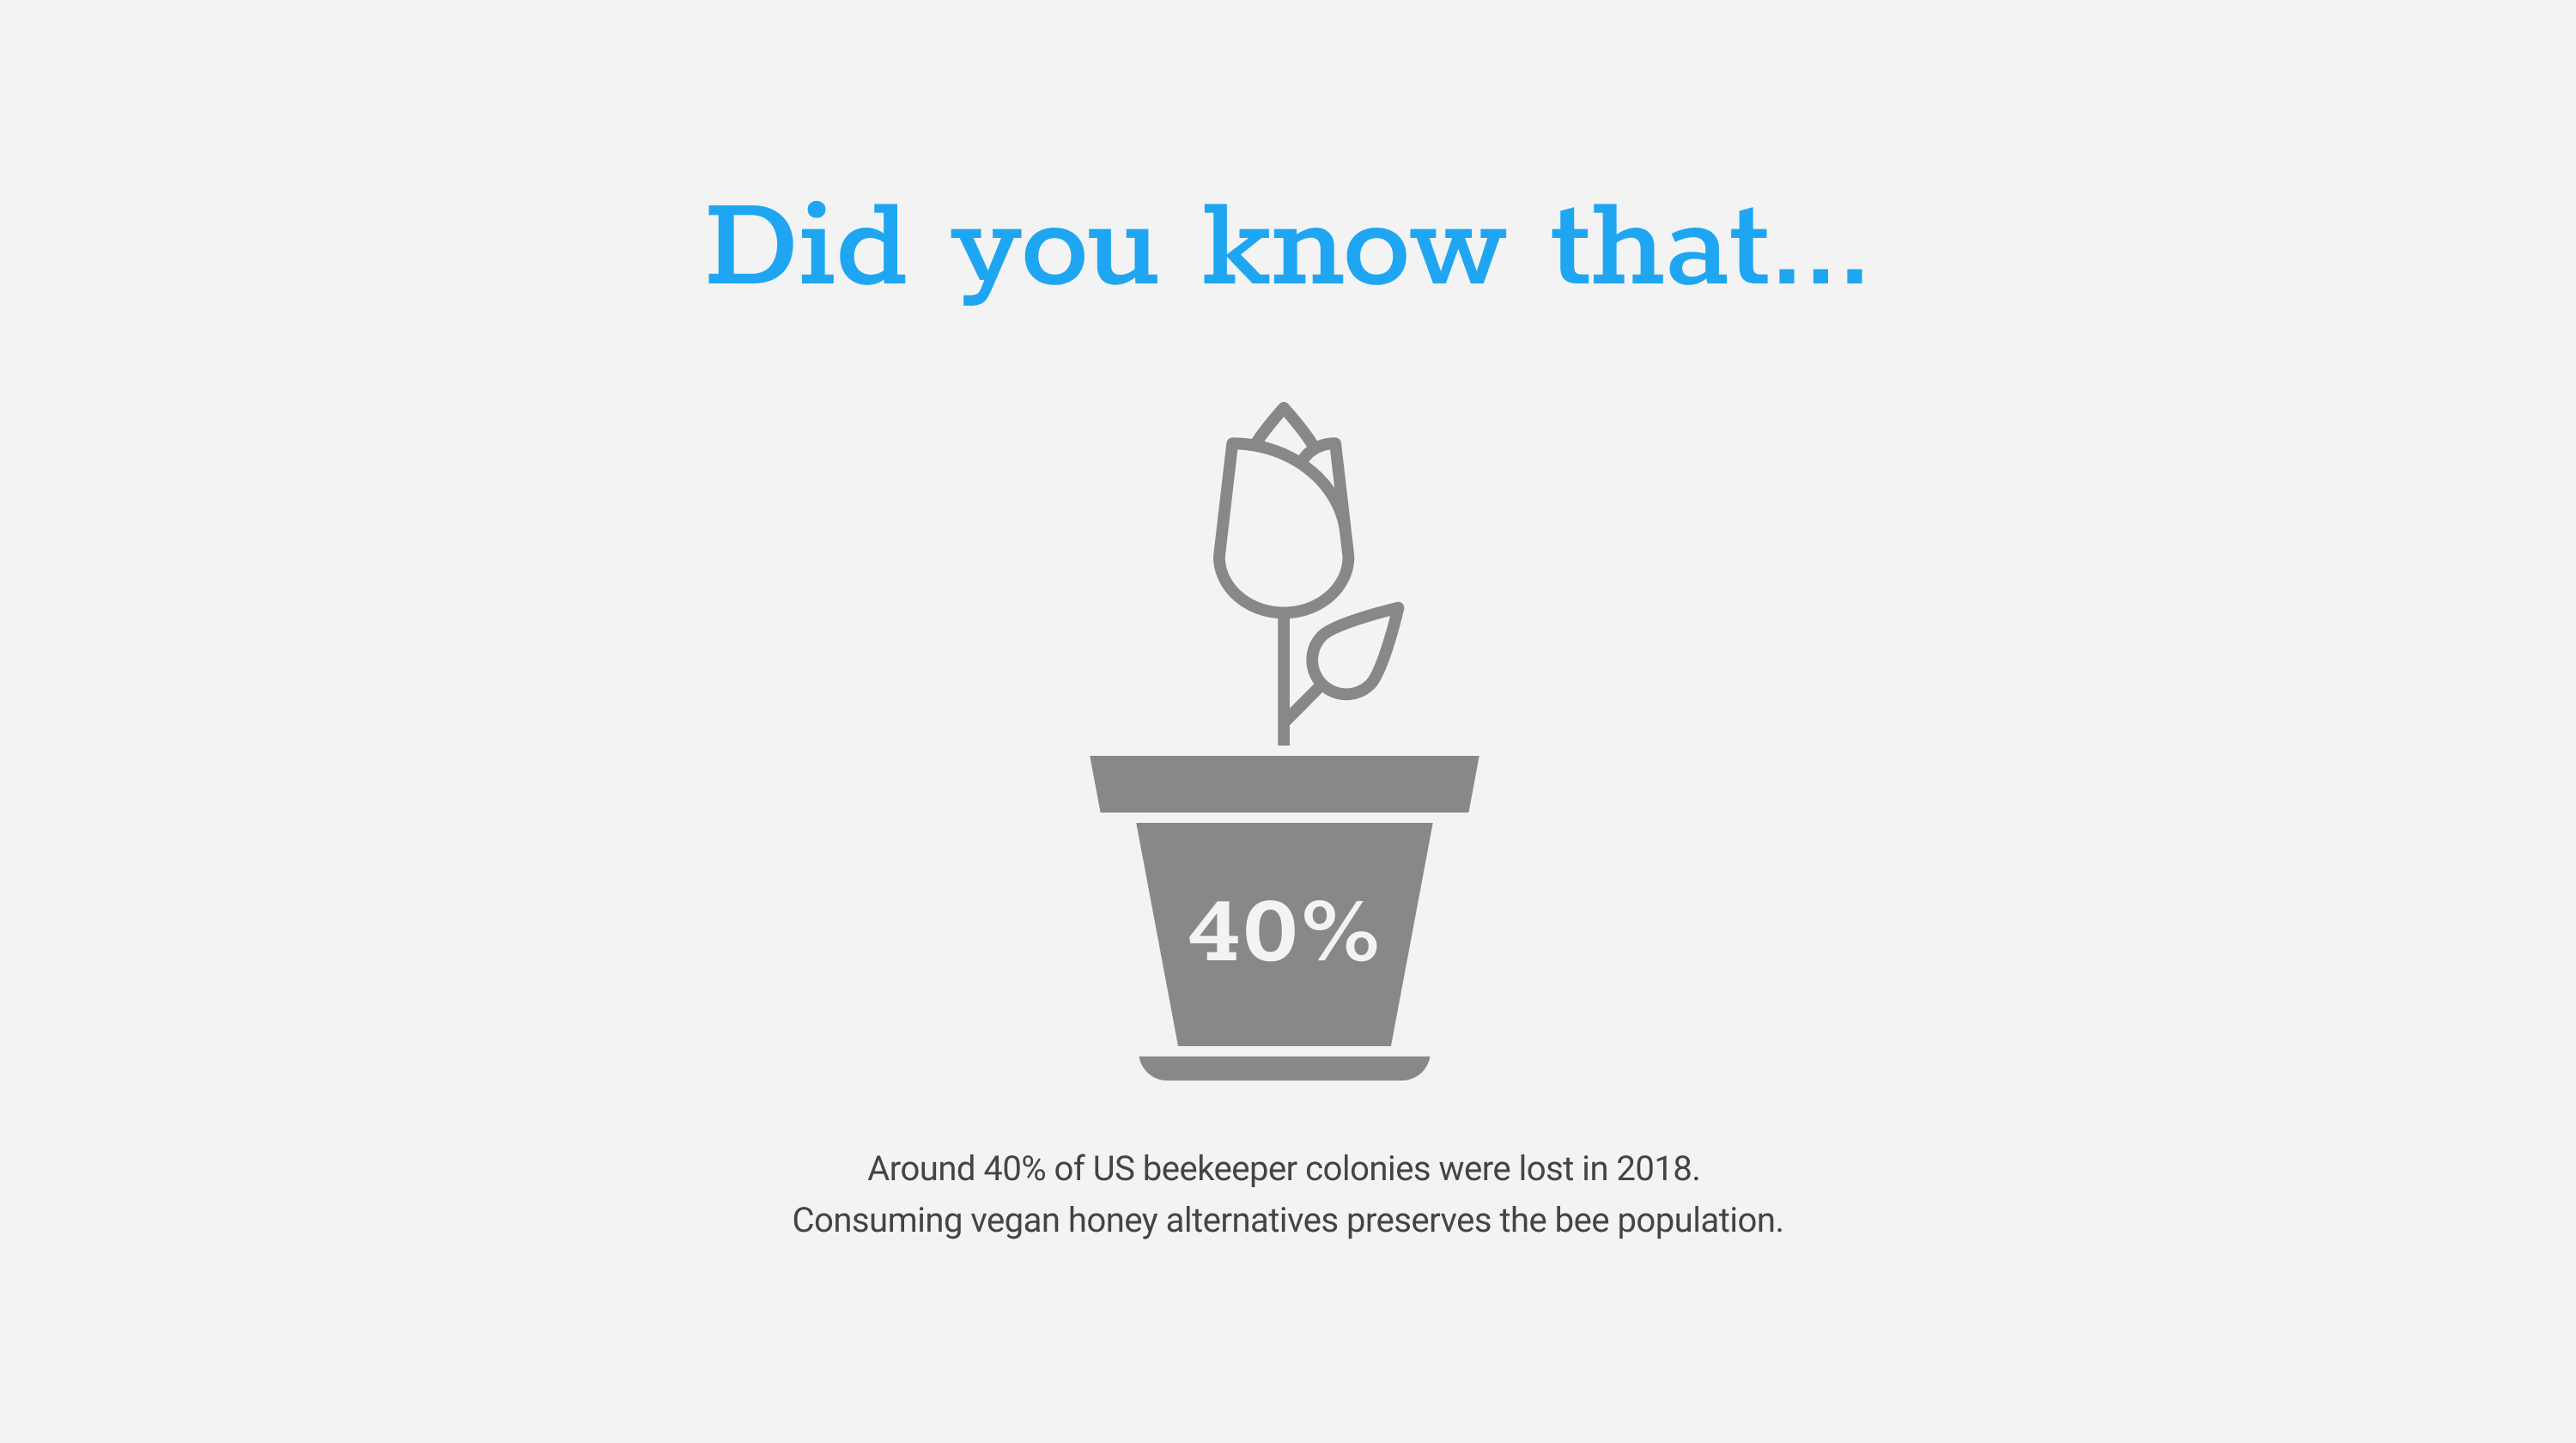 Did you know that...
40%
Around 40% of US beekeeper colonies were lost in 2018.
Consuming vegan honey alternatives preserves the bee population.